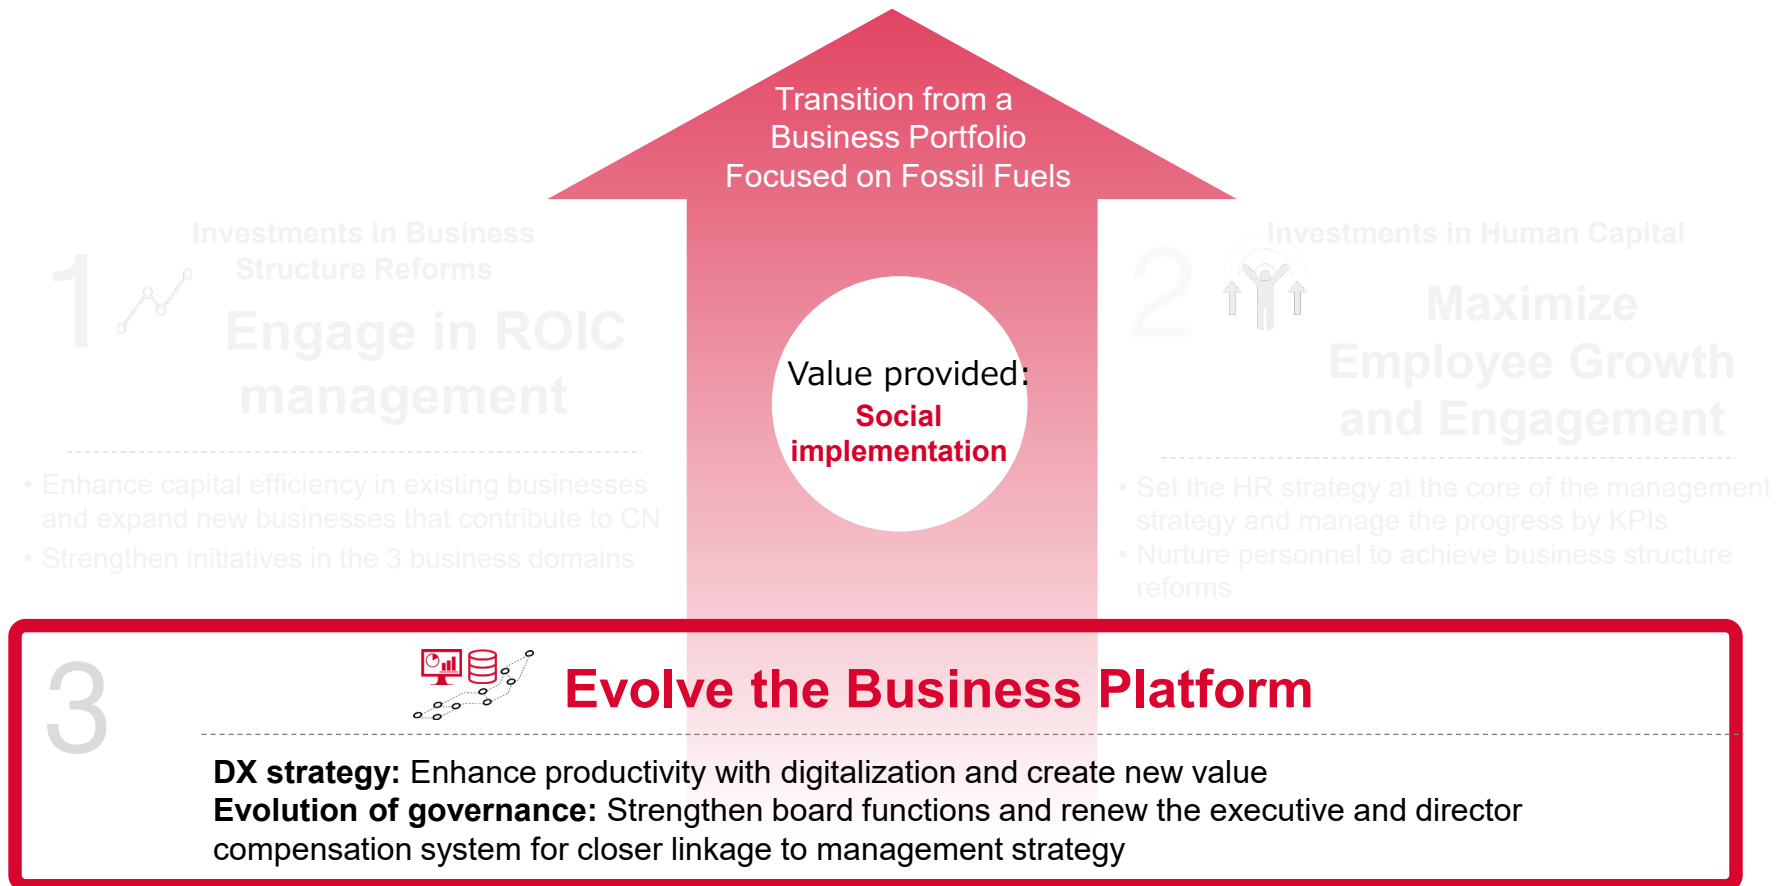 Transition from a
Business Portfolio
Focused on Fossil Fuels
1
Investments in Business
Structure Reforms
Engage in ROIC
management
• Enhance capital efficiency in existing businesses
and expand new businesses that contribute to CN
• Strengthen initiatives in the 3 business domains
Value provided:
Social
implementation
2
Investments in Human Capital
Maximize
Employee Growth
and Engagement
• Set the HR strategy at the core of the management
strategy and manage the progress by KPIs
• Nurture personnel to achieve business structure
reforms
3
Evolve the Business Platform
DX strategy: Enhance productivity with digitalization and create new value
Evolution of governance: Strengthen board functions and renew the executive and director
compensation system for closer linkage to management strategy